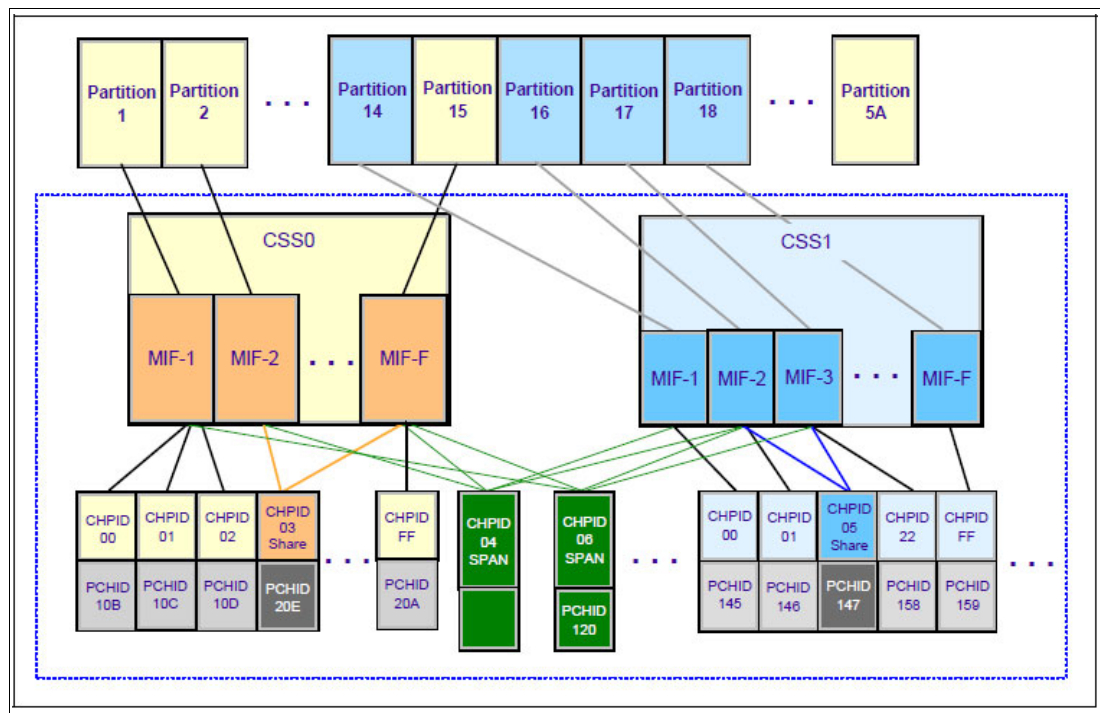 Partition
1
Partition
2
. . .
Partition
14
Partition
15
Partition
16
Partition
17
Partition
18
. . .
Partition
5A
CSS0
MIF-1
MIF-2
. . .
MIF-F
CSS1
MIF-1
MIF-2
MIF-3
. . .
MIF-F
CHPID
00
CHPID
01
CHPID
02
CHPID
03
Share
. . .
CHPID
FF
CHPID
04
SPAN
CHPID
06
SPAN
. . .
CHPID
00
CHPID
01
CHPID
05
Share
CHPID
22
CHPID
FF
. . .
PCHID
10B
PCHID
10C
PCHID
10D
PCHID
20E
PCHID
20A
PCHID
120
PCHID
145
PCHID
146
PCHID
147
PCHID
158
PCHID
159